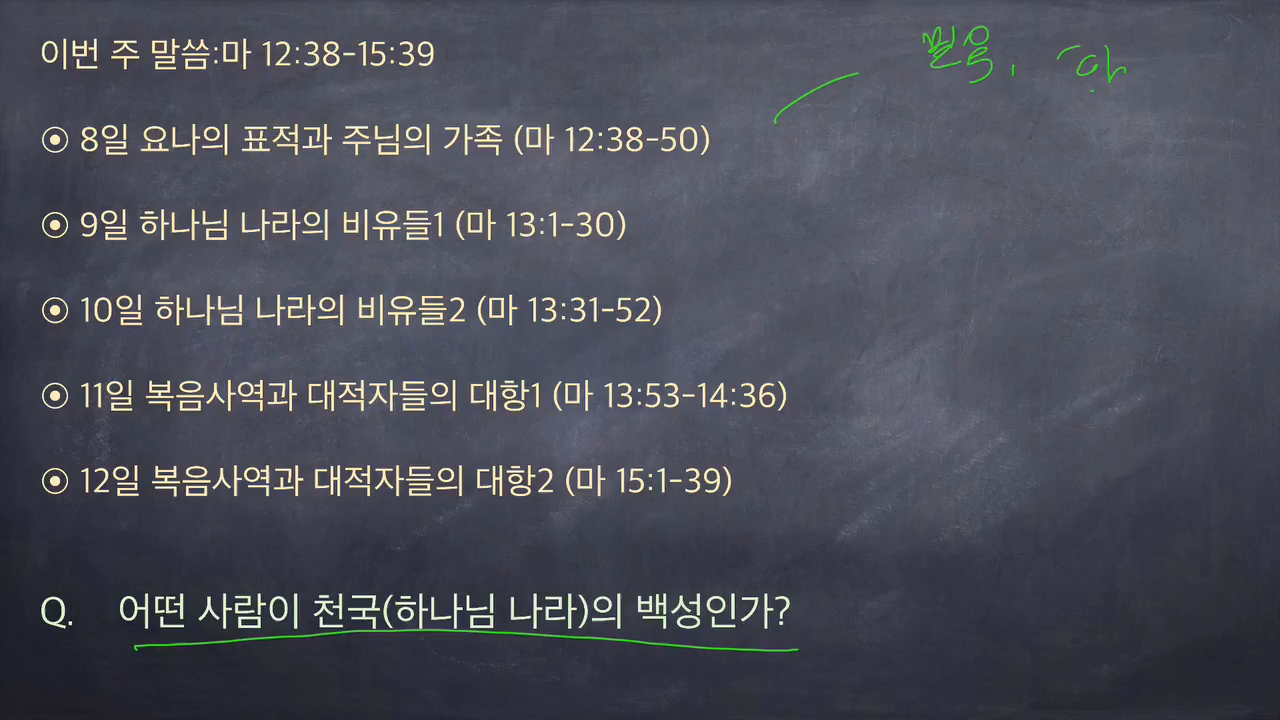 이번 주 말씀:마 12:38-15:39
⦿ 8일 요나의 표적과 주님의 가족 (마 12:38-50)
⦿ 9일 하나님 나라의 비유들1 (마 13:1-30)
⦿ 10일 하나님 나라의 비유들2 (마 13:31-52)
⦿ 11일 복음사역과 대적자들의 대항1 (마 13:53-14:36)
⦿ 12일 복음사역과 대적자들의 대항2 (마 15:1-39)
Q. 어떤 사람이 천국(하나님 나라)의 백성인가?